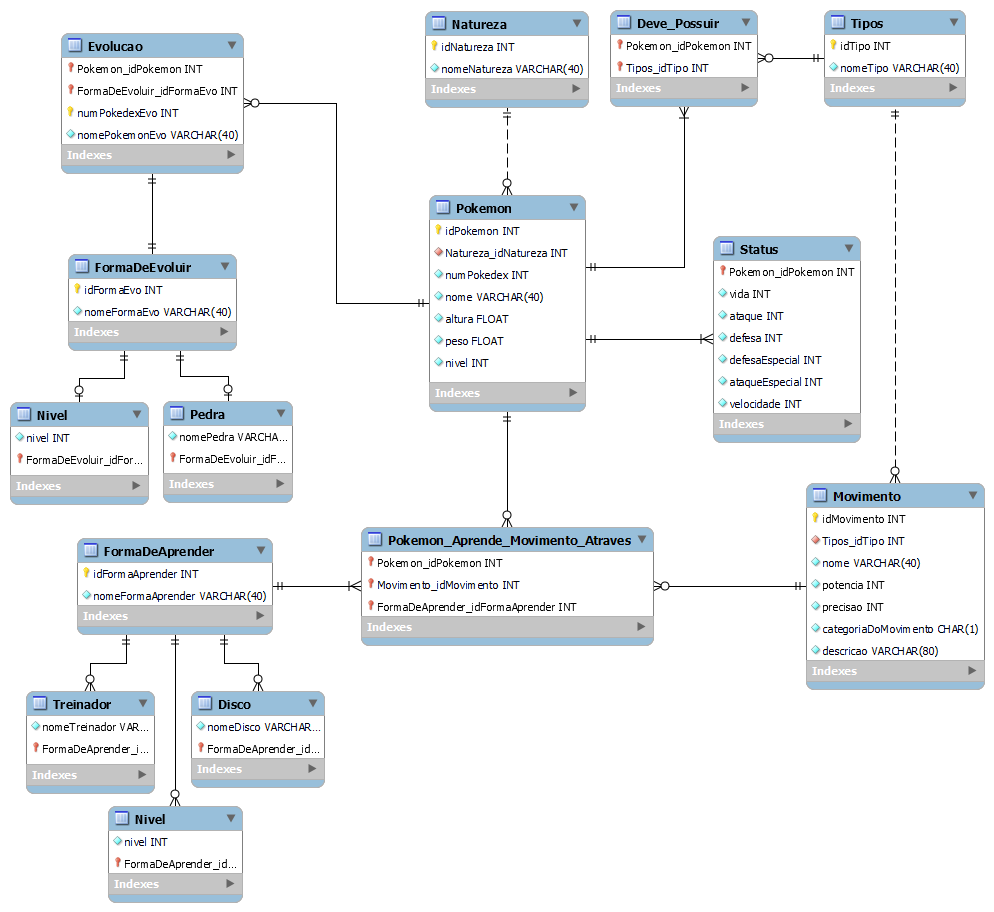 Evolucao
Pokemon_idPokemon INT
FormaDeEvoluir_idFormaEvo INT
numPokedexEvo INT
nomePokemonEvo VARCHAR(40)
Indexes
Natureza
idNatureza INT
nomeNatureza VARCHAR(40)
Indexes
Deve_Possuir
Pokemon_idPokemon INT
Tipos_idTipo INT
Indexes
Tipos
idTipo INT
nomeTipo VARCHAR(40)
Indexes
FormaDeEvoluir
idFormaEvo INT
nomeFormaEvo VARCHAR(40)
Indexes
Pokemon
idPokemon INT
Natureza_idNatureza INT
numPokedex INT
nome VARCHAR(40)
altura FLOAT
peso FLOAT
nivel INT
Indexes
Status
Pokemon_idPokemon INT
vida INT
ataque INT
defesa INT
defesaEspecial INT
ataqueEspecial INT
velocidade INT
Indexes
Nivel
nivel INT
FormaDeEvoluir_idFor...
Indexes
Pedra
nomePedra VARCHA...
FormaDeEvoluir_idF...
Indexes
FormaDeAprender
idFormaAprender INT
nomeFormaAprender VARCHAR(40)
Indexes
Pokemon_Aprende_Movimento_Atraves
Pokemon_idPokemon INT
Movimento_idMovimento INT
FormaDeAprender_idFormaAprender INT
Indexes
Movimento
idMovimento INT
Tipos_idTipo INT
nome VARCHAR(40)
potencia INT
precisao INT
categoriaDoMovimento CHAR(1)
descricao VARCHAR(80)
Indexes
Treinador
nomeTreinador VAR...
FormaDeAprender_i...
Indexes
Disco
nomeDisco VARCHAR...
FormaDeAprender_id...
Indexes
Nivel
nivel INT
FormaDeAprender_id...
Indexes